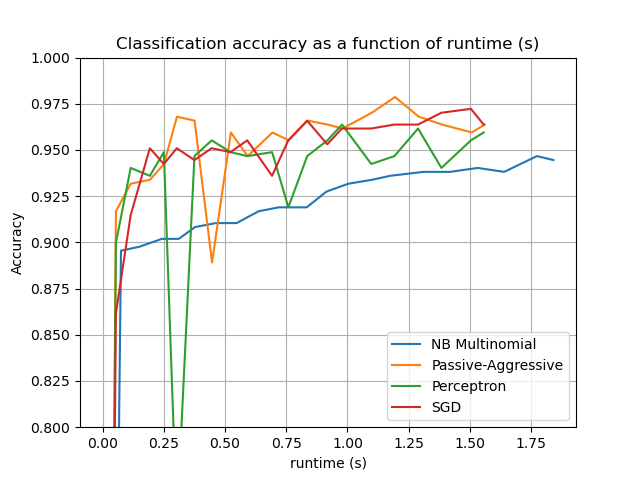 Classification accuracy as a function of runtime (s)
1.000
0.975
0.950
0.925
0.900
0.875
0.850
0.825
0.800
Accuracy
NB Multinomial
Passive-Aggressive
Perceptron
SGD
0.00 0.25 0.50 0.75 1.00 1.25 1.50 1.75
runtime (s)